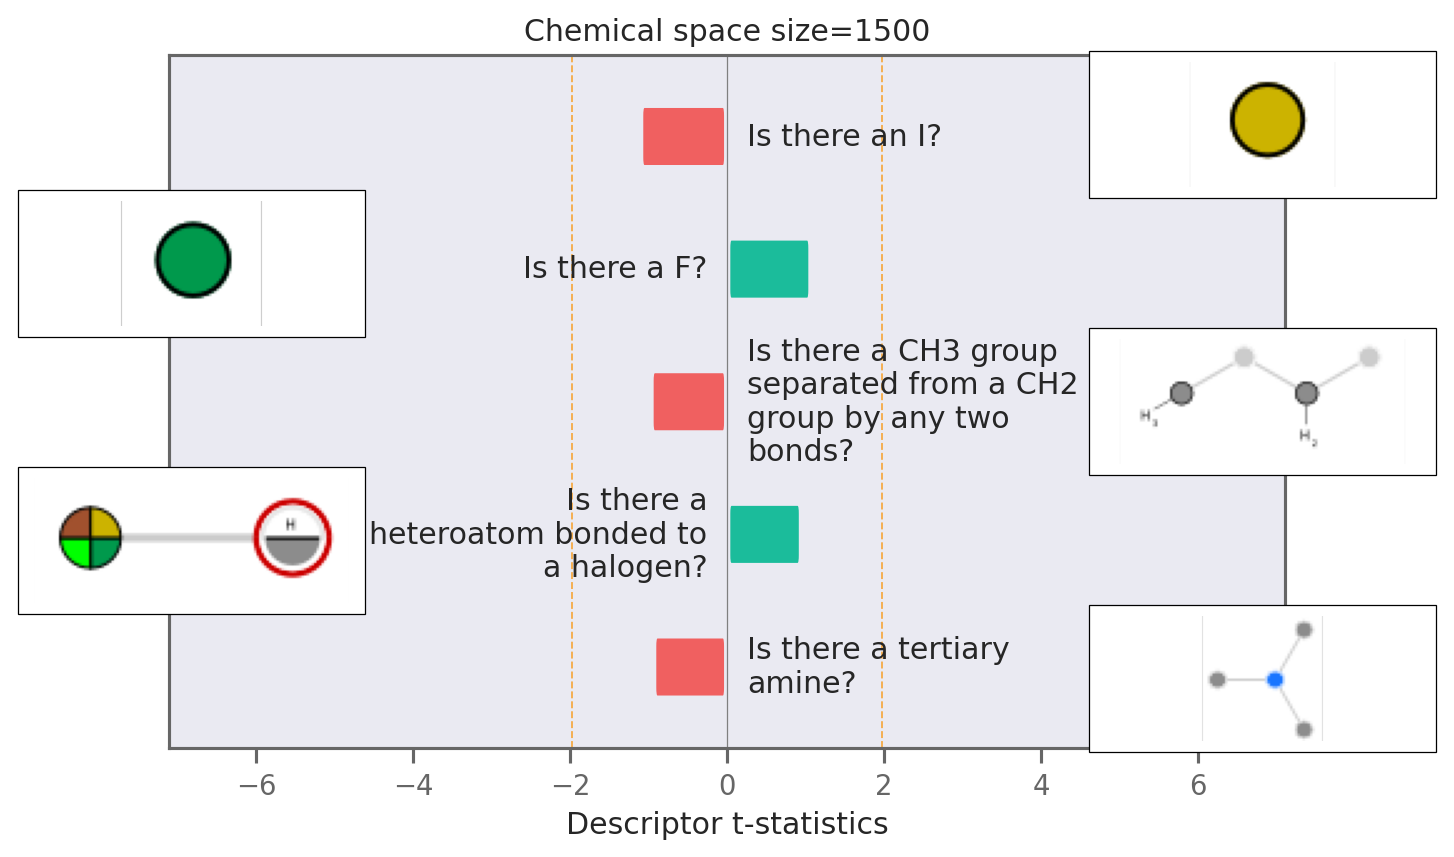 Chemical space size=1500
Is there an I?
Is there a F?
Is there a CH3 group
separated from a CH2
group by any two
bonds?
H3
H2
Is there a
heteroatom bonded to
a halogen?
H
Is there a tertiary
amine?
−6 −4 −2 0 2 4 6
Descriptor t-statistics